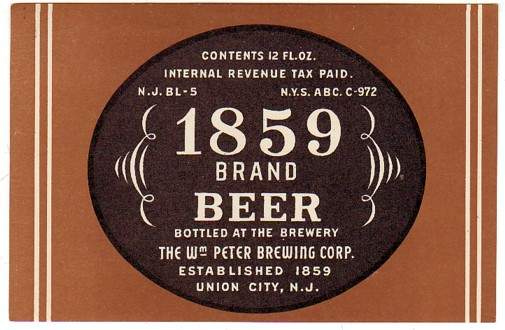 CONTENTS 12 FL.OZ.
INTERNAL REVENUE TAX PAID.
N.J. BL-5 N.Y.S. ABC. C-972
1859
BRAND
BEER
BOTTLED AT THE BREWERY
THE Wm PETER BREWING CORP.
ESTABLISHED 1859
UNION CITY, N.J.